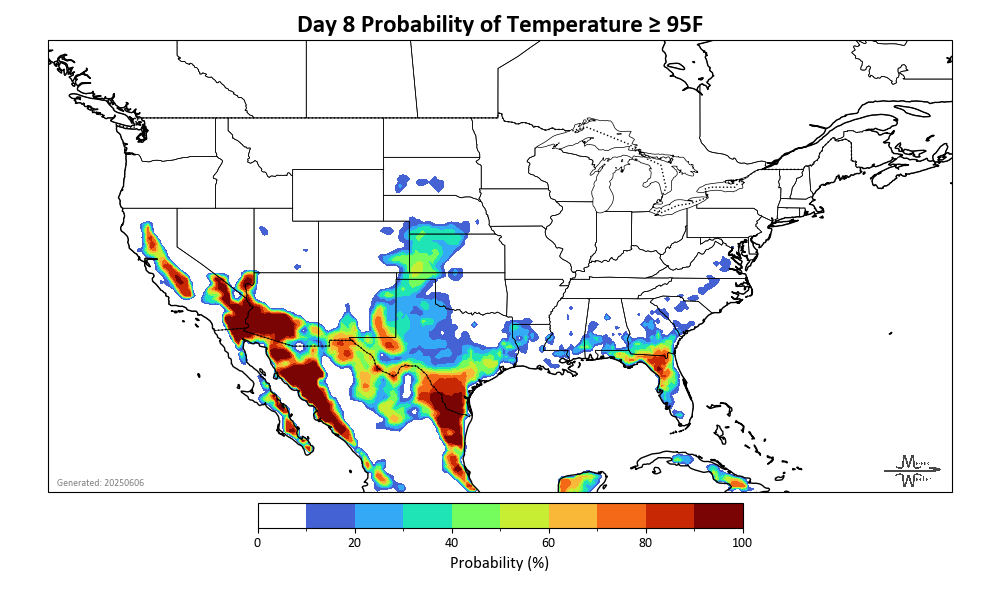 Day 8 Probability of Temperature ≥ 95F
Generated: 20250606
0 20 40 60 80 100
Probability (%)